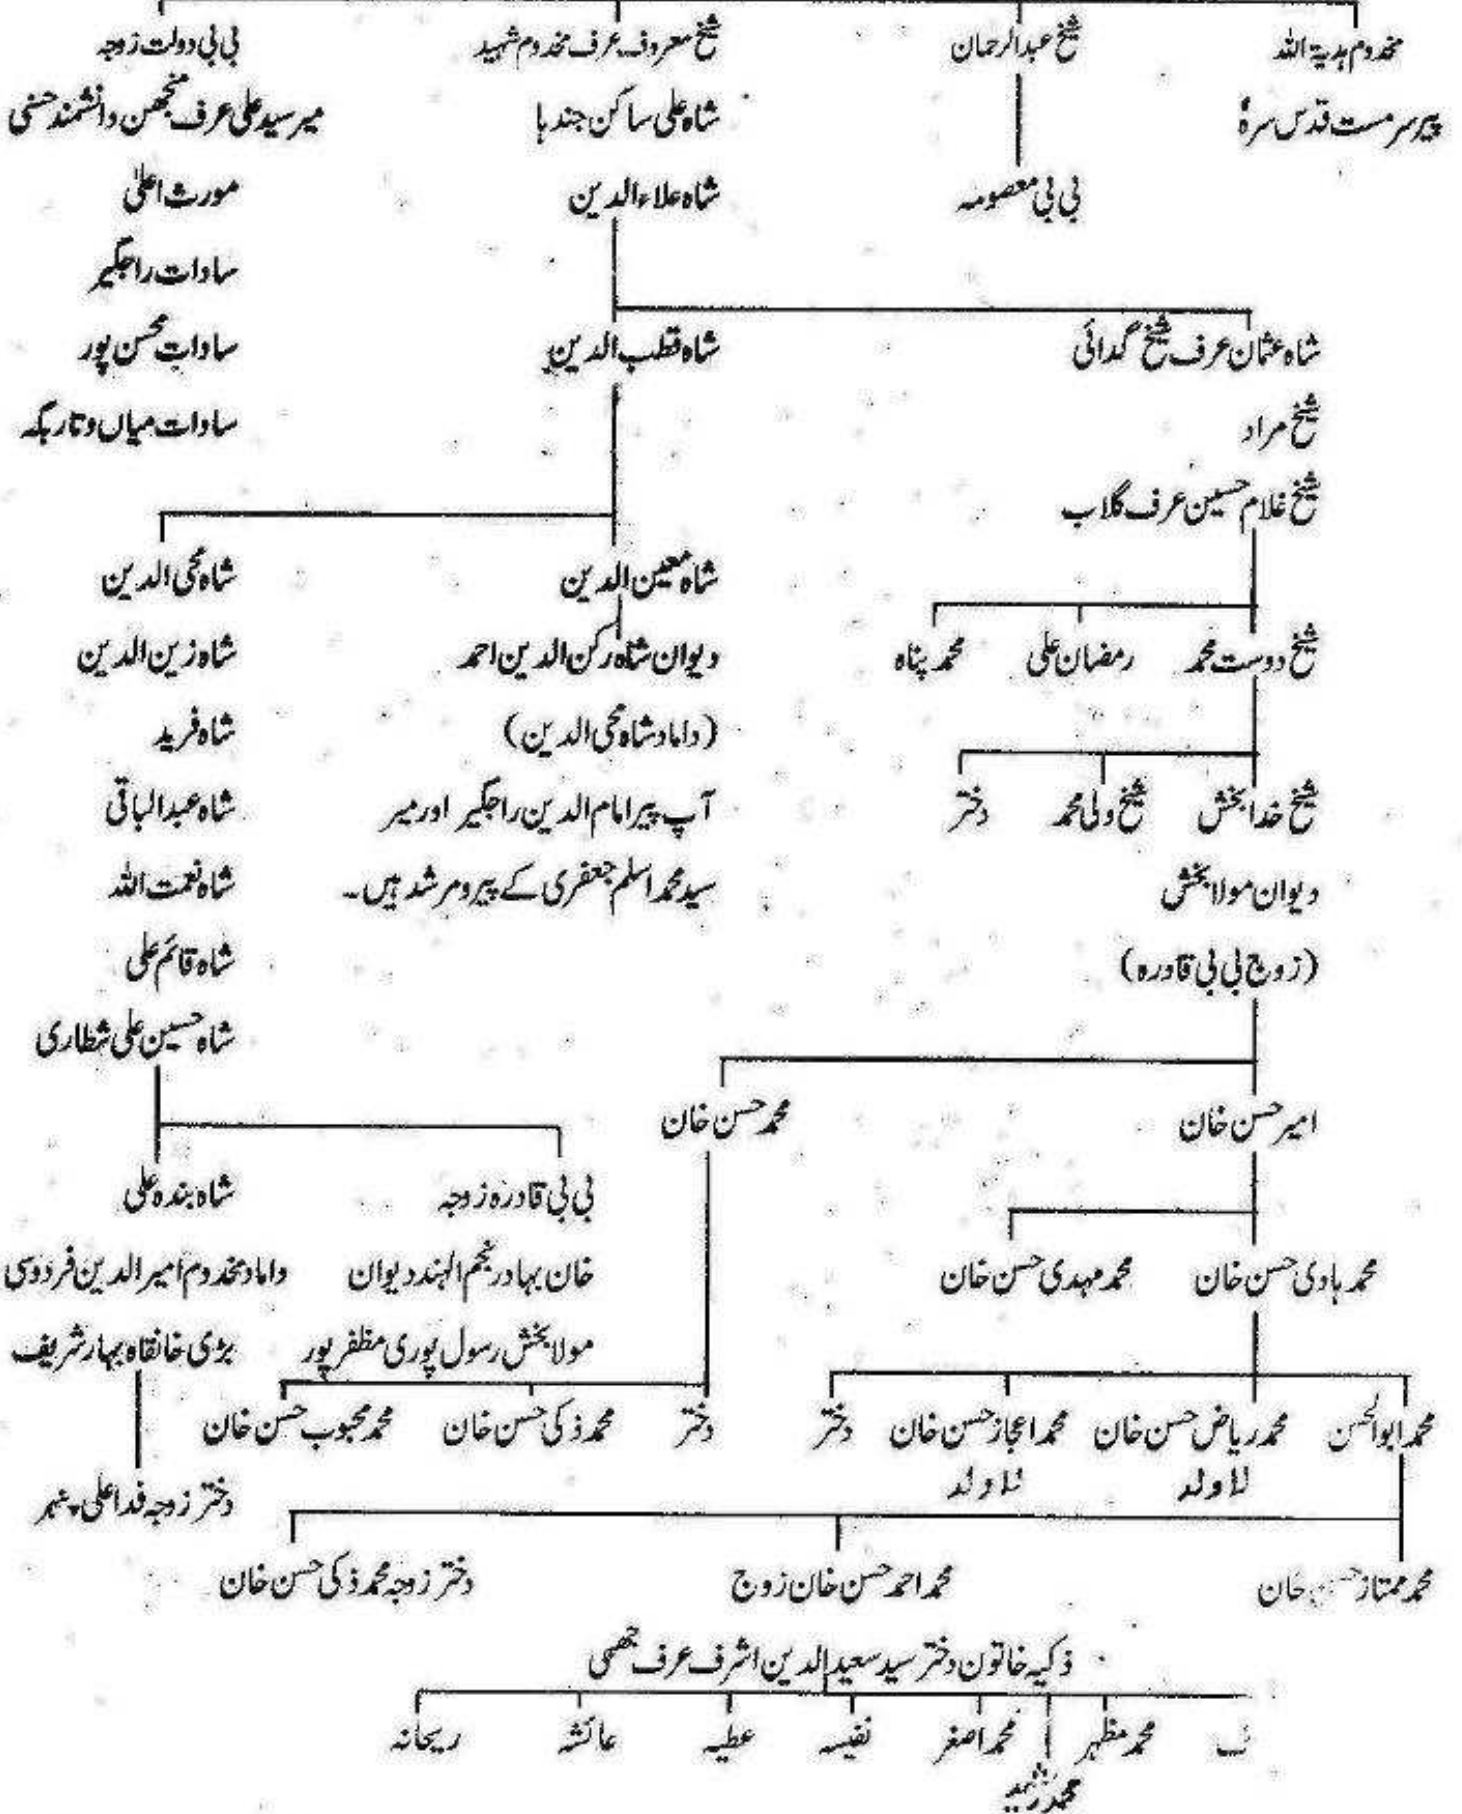 مخدوم ہدیۃ اللہ    شیخ عبدالرحمان    شیخ معروف عرف مخدوم شہید    بی بی دولت زوجہ
پیر سرمست قدس سرہٗ    شاہ علی ساکن جندہا    میر سید علی عرف منجھن دانشمند حسنی
بی بی معصومہ    شاہ علاءالدین    مورث اعلیٰ
سادات راجگیر
شاہ عثمان عرف شیخ گدائی    شاہ قطب الدین    سادات محسن پور
شیخ مراد    سادات میاں و تاریگہ
شیخ غلام حسین عرف گلاب
شاہ معین الدین    شاہ محی الدین
شیخ دوست محمد    رمضان علی    محمد پناہ    دیوان شاہ رکن الدین احمد    شاہ زین الدین
(داماد شاہ محی الدین)    شاہ فرید
شیخ خدا بخش    شیخ ولی محمد    دختر    آپ پیر امام الدین راجگیر اور میر    شاہ عبدالباقی
دیوان مولا بخش    سید محمد اسلم جعفری کے پیر و مرشد ہیں۔    شاہ نعمت اللہ
(زوج بی بی قادرہ)    شاہ قائم علی
شاہ حسین علی شطاری
امیر حسن خان    محمد حسن خان
بی بی قادرہ زوجہ    شاہ بندہ علی
محمد ہادی حسن خان    محمد مہدی حسن خان    خان بہادر نجم الہند دیوان    داماد مخدوم امیر الدین فردوسی
مولا بخش رسول پوری مظفر پور    بڑی خانقاہ بہار شریف
محمد ابوالحسن    محمد ریاض حسن خان    محمد اعجاز حسن خان    دختر    دختر    محمد ذکی حسن خان    محمد محبوب حسن خان
لا ولد    لا ولد    دختر زوجہ فدا علی
محمد ممتاز حسن خان    محمد احمد حسن خان زوج    دختر زوجہ محمد ذکی حسن خان
ذکیہ خاتون دختر سید سعید الدین اشرف عرف چھمی
ف    محمد مظہر    محمد اصغر    نفیسہ    عطیہ    عائشہ    ریحانہ
محمد رشید